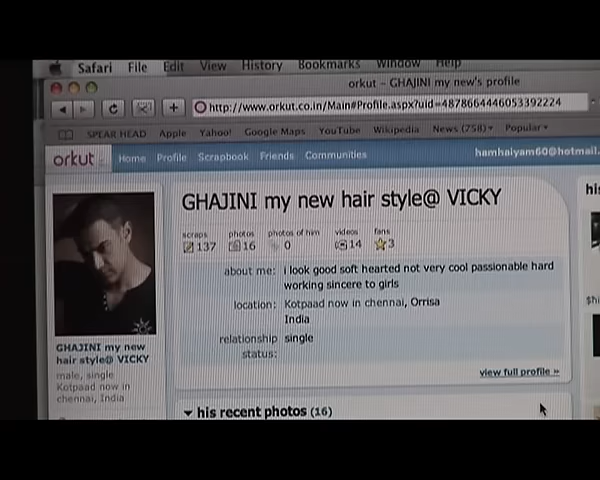 Safari File Edit View History Bookmarks Window Help
orkut - GHAJINI my new's profile
http://www.orkut.co.in/Main#Profile.aspx?uid=4878664446053392224
SPEAR HEAD Apple Yahoo! Google Maps YouTube Wikipedia News (758) Popular
orkut Home Profile Scrapbook Friends Communities hamhaiyam60@hotmail.
GHAJINI my new hair style@ VICKY
his
scraps photos photos of him videos fans
137 16 0 14 3
about me: i look good soft hearted not very cool passionable hard
working sincere to girls
location: Kotpaad now in chennai, Orrisa
India
relationship status: single
view full profile »
his recent photos (16)
GHAJINI my new
hair style@ VICKY
male, single
Kotpaad now in
chennai, India